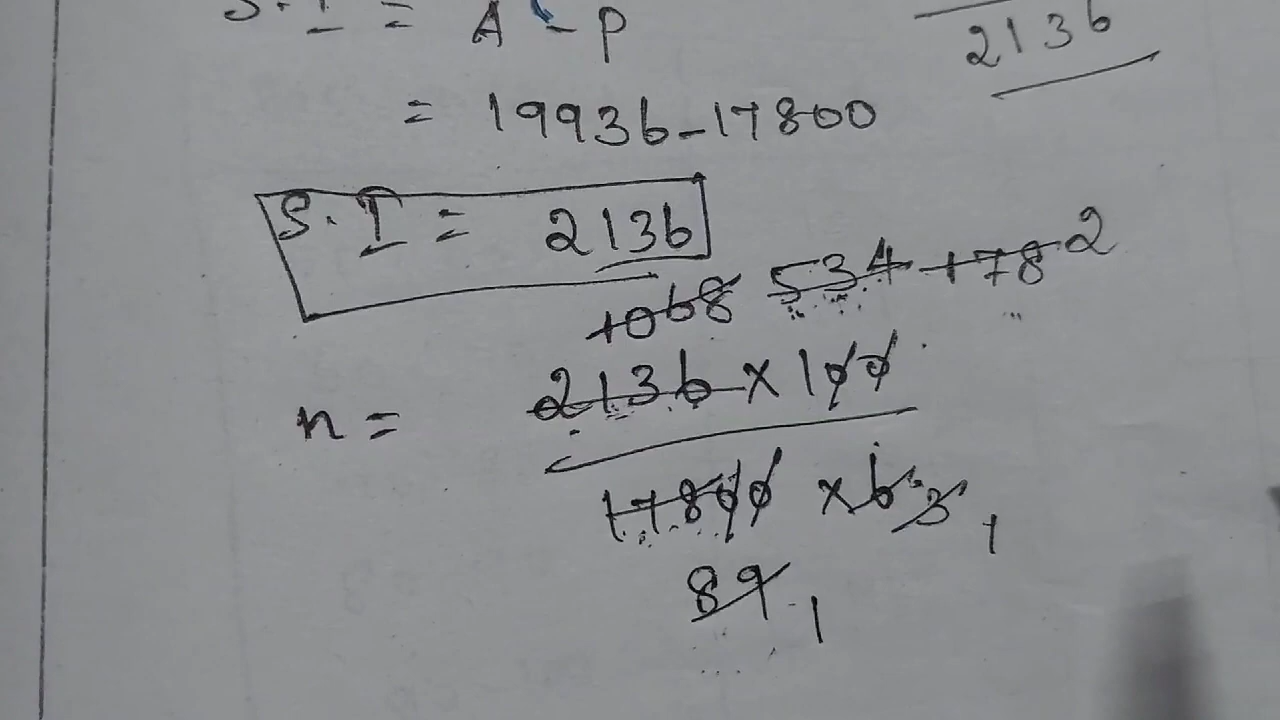 S.I = A - P
2136
= 19936-17800
S.I = 2136
1068 534 178 2
n = 2136 × 100
17800 × 6 3 1
89 1